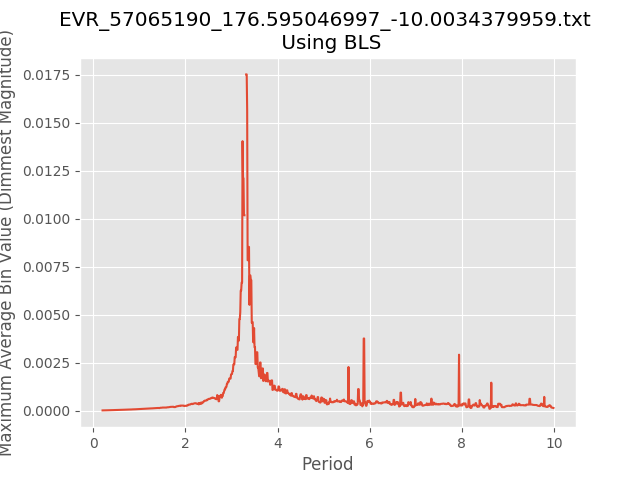 EVR_57065190_176.595046997_-10.0034379959.txt
Using BLS
Maximum Average Bin Value (Dimmest Magnitude)
0.0175
0.0150
0.0125
0.0100
0.0075
0.0050
0.0025
0.0000
0 2 4 6 8 10
Period